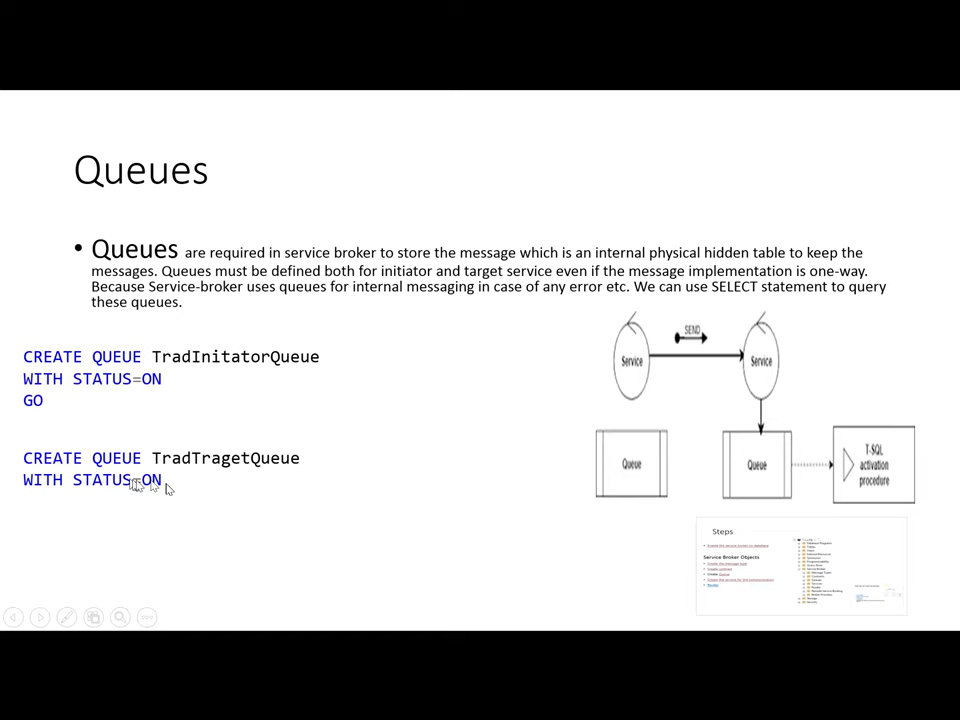 Queues
• Queues are required in service broker to store the message which is an internal physical hidden table to keep the
messages. Queues must be defined both for initiator and target service even if the message implementation is one-way.
Because Service-broker uses queues for internal messaging in case of any error etc. We can use SELECT statement to query
these queues.
CREATE QUEUE TradInitatorQueue
WITH STATUS=ON
GO
CREATE QUEUE TradTragetQueue
WITH STATUS=ON
SEND
Service
Service
Queue
Queue
T-SQL
activation
procedure
Steps
Service Broker Objects